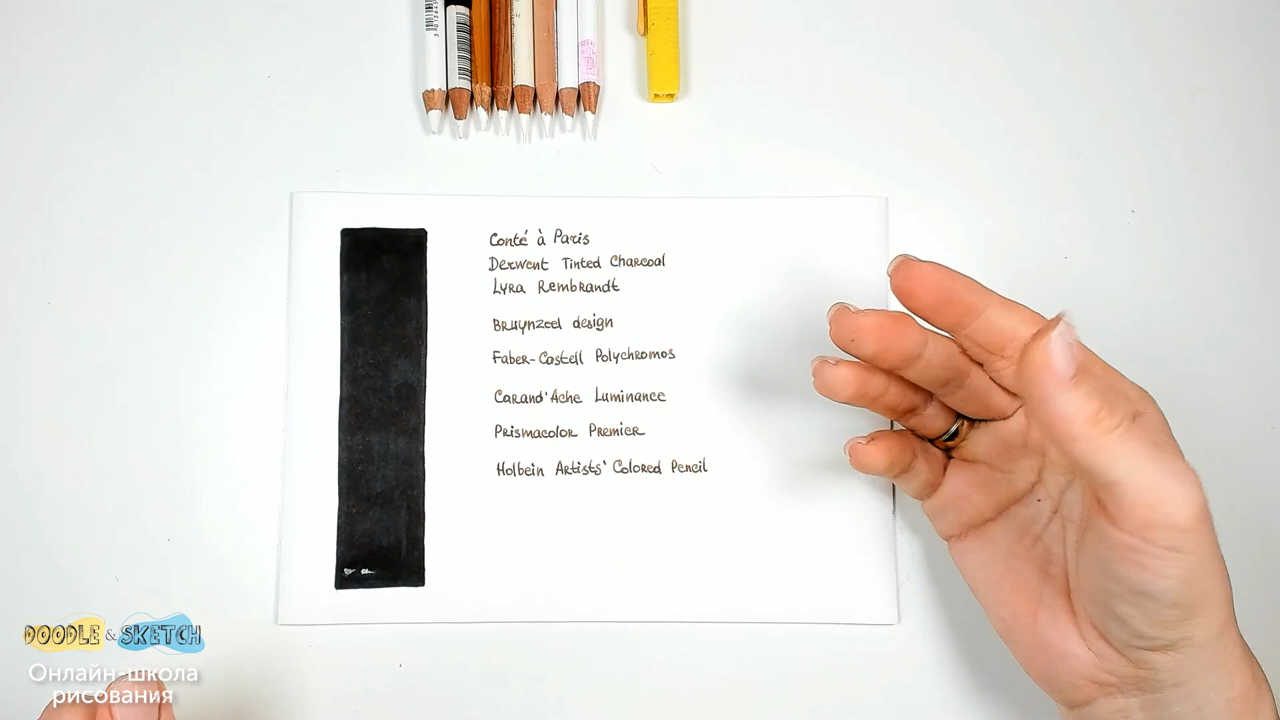 Conté à Paris
Derwent Tinted Charcoal
Lyra Rembrandt
Bruynzeel design
Faber-Castell Polychromos
Carand'Ache Luminance
Prismacolor Premier
Holbein Artists' Colored Pencil
DOODLE & SKETCH
Онлайн-школа
рисования